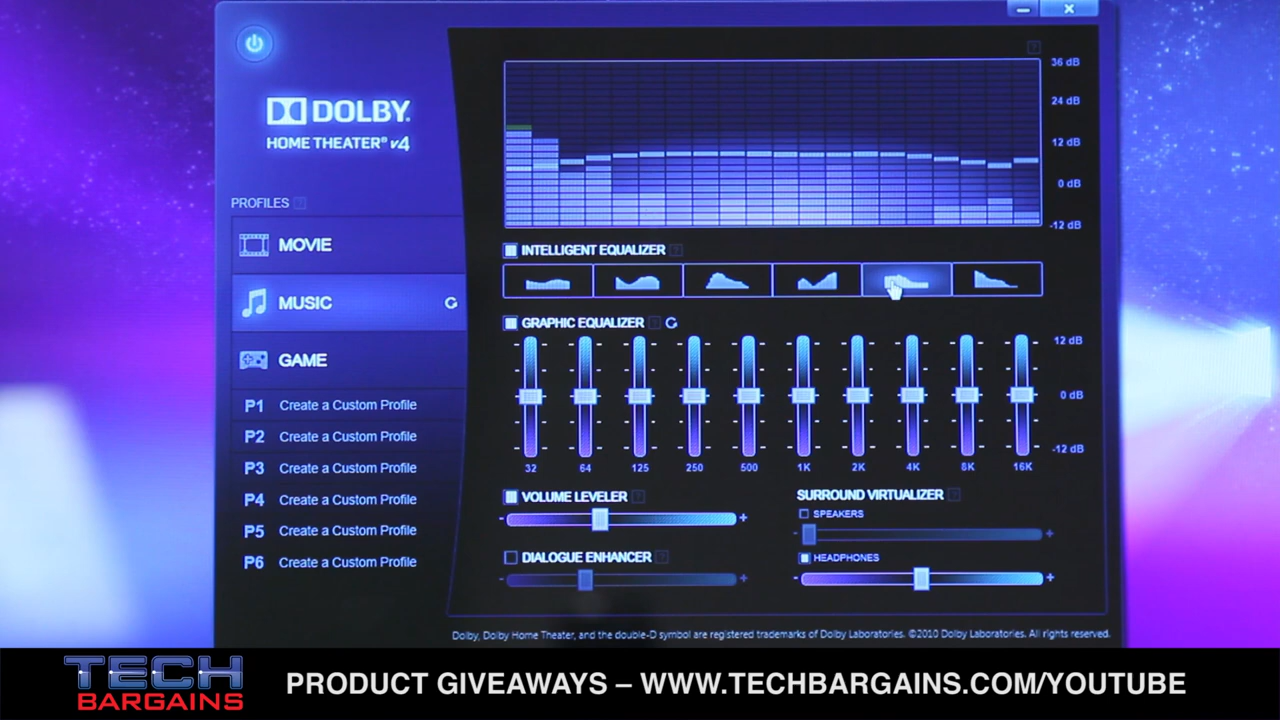 DOLBY.
HOME THEATER® v4
PROFILES ?
MOVIE
MUSIC
GAME
P1 Create a Custom Profile
P2 Create a Custom Profile
P3 Create a Custom Profile
P4 Create a Custom Profile
P5 Create a Custom Profile
P6 Create a Custom Profile
?
36 dB
24 dB
12 dB
0 dB
-12 dB
INTELLIGENT EQUALIZER ?
GRAPHIC EQUALIZER ?
12 dB
0 dB
-12 dB
32 64 125 250 500 1K 2K 4K 8K 16K
VOLUME LEVELER ?
- +
DIALOGUE ENHANCER ?
- +
SURROUND VIRTUALIZER ?
SPEAKERS
- +
HEADPHONES
- +
Dolby, Dolby Home Theater, and the double-D symbol are registered trademarks of Dolby Laboratories. ©2010 Dolby Laboratories. All rights reserved.
TECH
BARGAINS
PRODUCT GIVEAWAYS – WWW.TECHBARGAINS.COM/YOUTUBE